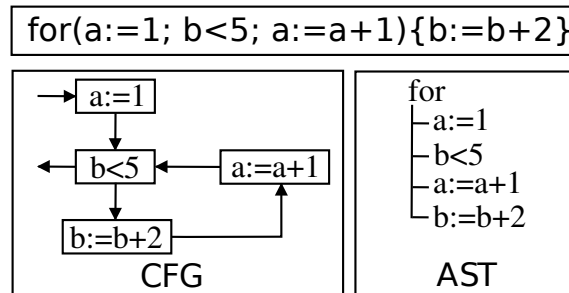 for(a:=1; b<5; a:=a+1){b:=b+2}
a:=1
b<5
a:=a+1
b:=b+2
CFG
for
a:=1
b<5
a:=a+1
b:=b+2
AST